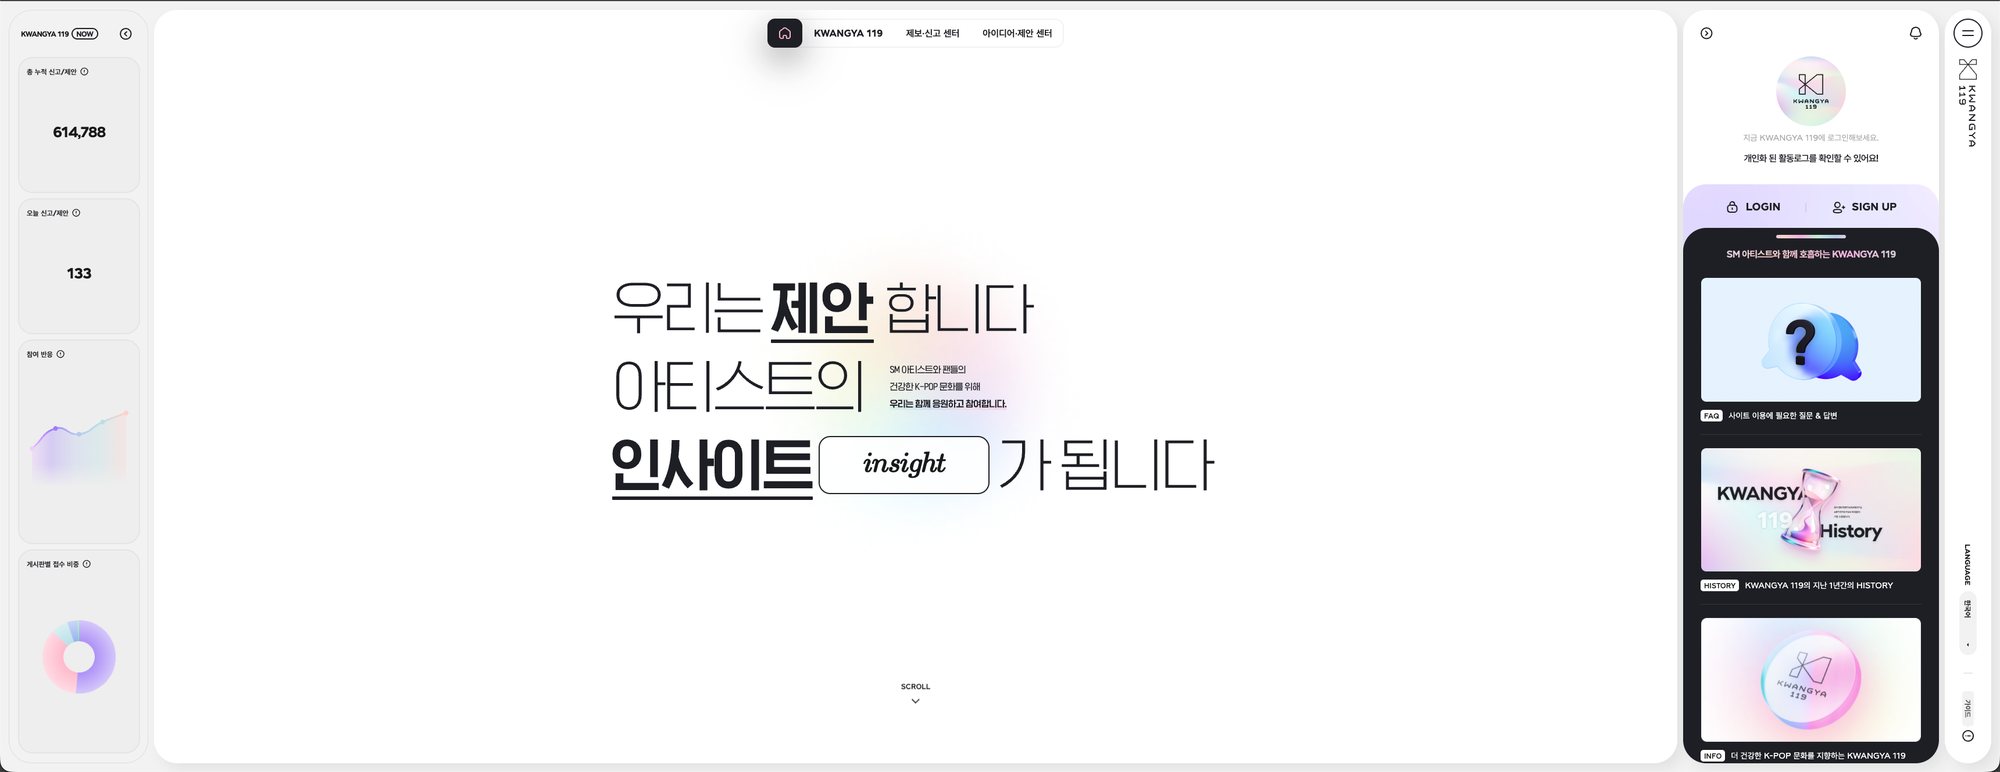 KWANGYA 119 NOW
총 누적 신고/제안
614,788
오늘 신고/제안
133
참여 반응
게시판별 접수 비중
KWANGYA 119
제보·신고 센터
아이디어·제안 센터
우리는 제안 합니다
아티스트의
SM 아티스트와 팬들의
건강한 K-POP 문화를 위해
우리는 함께 응원하고 참여합니다.
인사이트 insight 가 됩니다
SCROLL
KWANGYA
119
지금 KWANGYA 119에 로그인해보세요.
개인화 된 활동로그를 확인할 수 있어요!
LOGIN
SIGN UP
SM 아티스트와 함께 호흡하는 KWANGYA 119
?
FAQ 사이트 이용에 필요한 질문 & 답변
KWANGYA
119
History
HISTORY KWANGYA 119의 지난 1년간의 HISTORY
KWANGYA
119
INFO 더 건강한 K-POP 문화를 지향하는 KWANGYA 119
KWANGYA
119
LANGUAGE
한국어
가이드